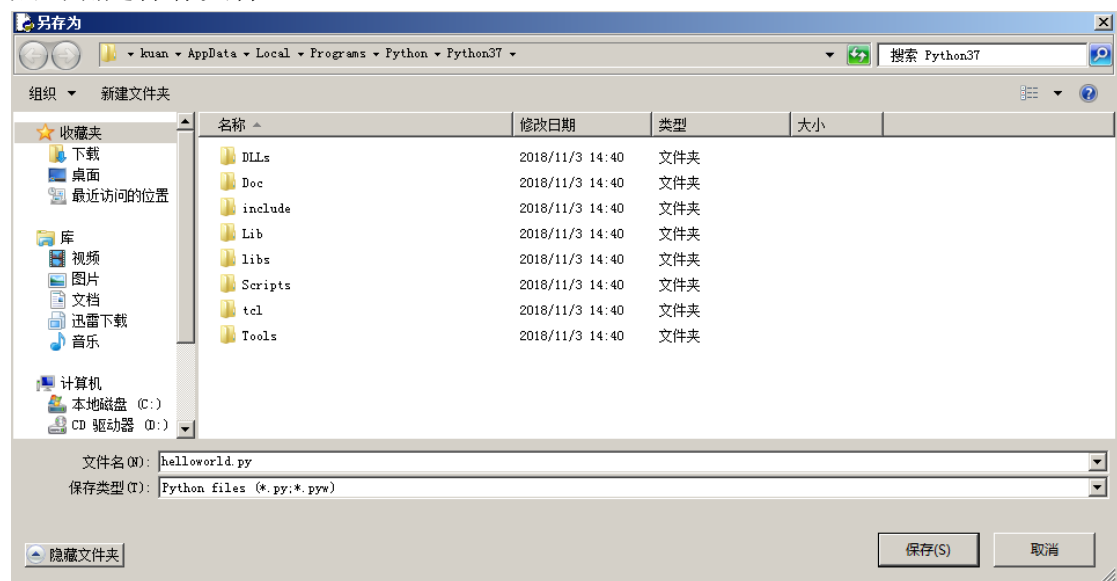 另存为
▾ kuan ▾ AppData ▾ Local ▾ Programs ▾ Python ▾ Python37 ▾
搜索 Python37
组织 ▾ 新建文件夹
名称 修改日期 类型 大小
收藏夹
下载
桌面
最近访问的位置
库
视频
图片
文档
迅雷下载
音乐
计算机
本地磁盘 (C:)
CD 驱动器 (D:)
DLLs 2018/11/3 14:40 文件夹
Doc 2018/11/3 14:40 文件夹
include 2018/11/3 14:40 文件夹
Lib 2018/11/3 14:40 文件夹
libs 2018/11/3 14:40 文件夹
Scripts 2018/11/3 14:40 文件夹
tcl 2018/11/3 14:40 文件夹
Tools 2018/11/3 14:40 文件夹
文件名(N): helloworld.py
保存类型(T): Python files (*.py;*.pyw)
隐藏文件夹
保存(S) 取消